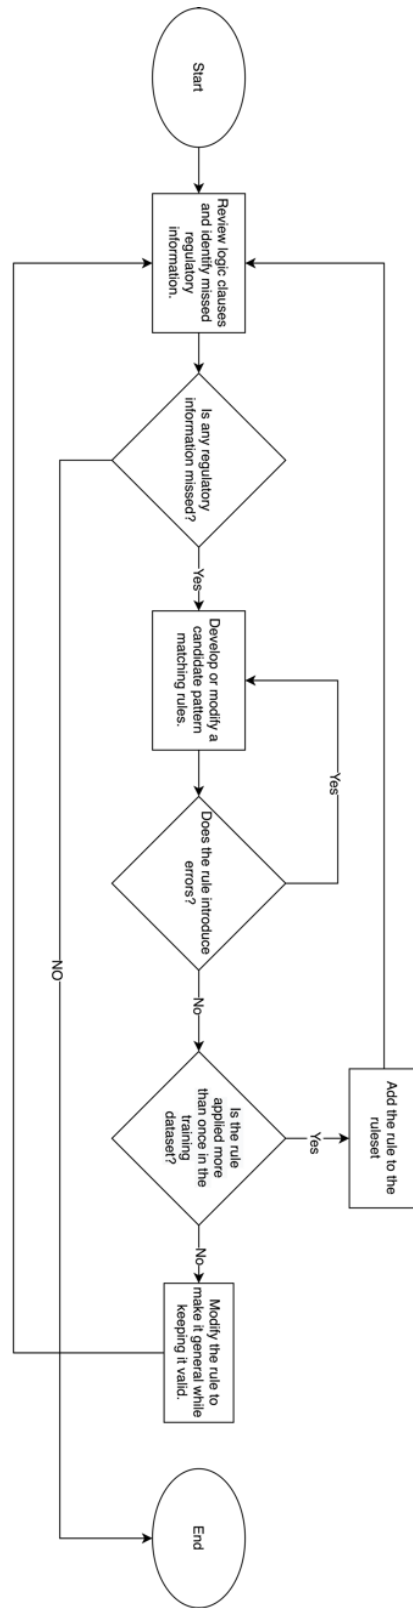 Start
Review logic clauses
and identify missed
regulatory
information.
Is any regulatory
information missed?
Yes
Develop or modify a
candidate pattern
matching rules.
Yes
Does the rule introduce
errors?
NO
No
Is the rule
applied more
than once in the
training
dataset?
Yes
Add the rule to the
ruleset
No
Modify the rule to
make it general while
keeping it valid.
End